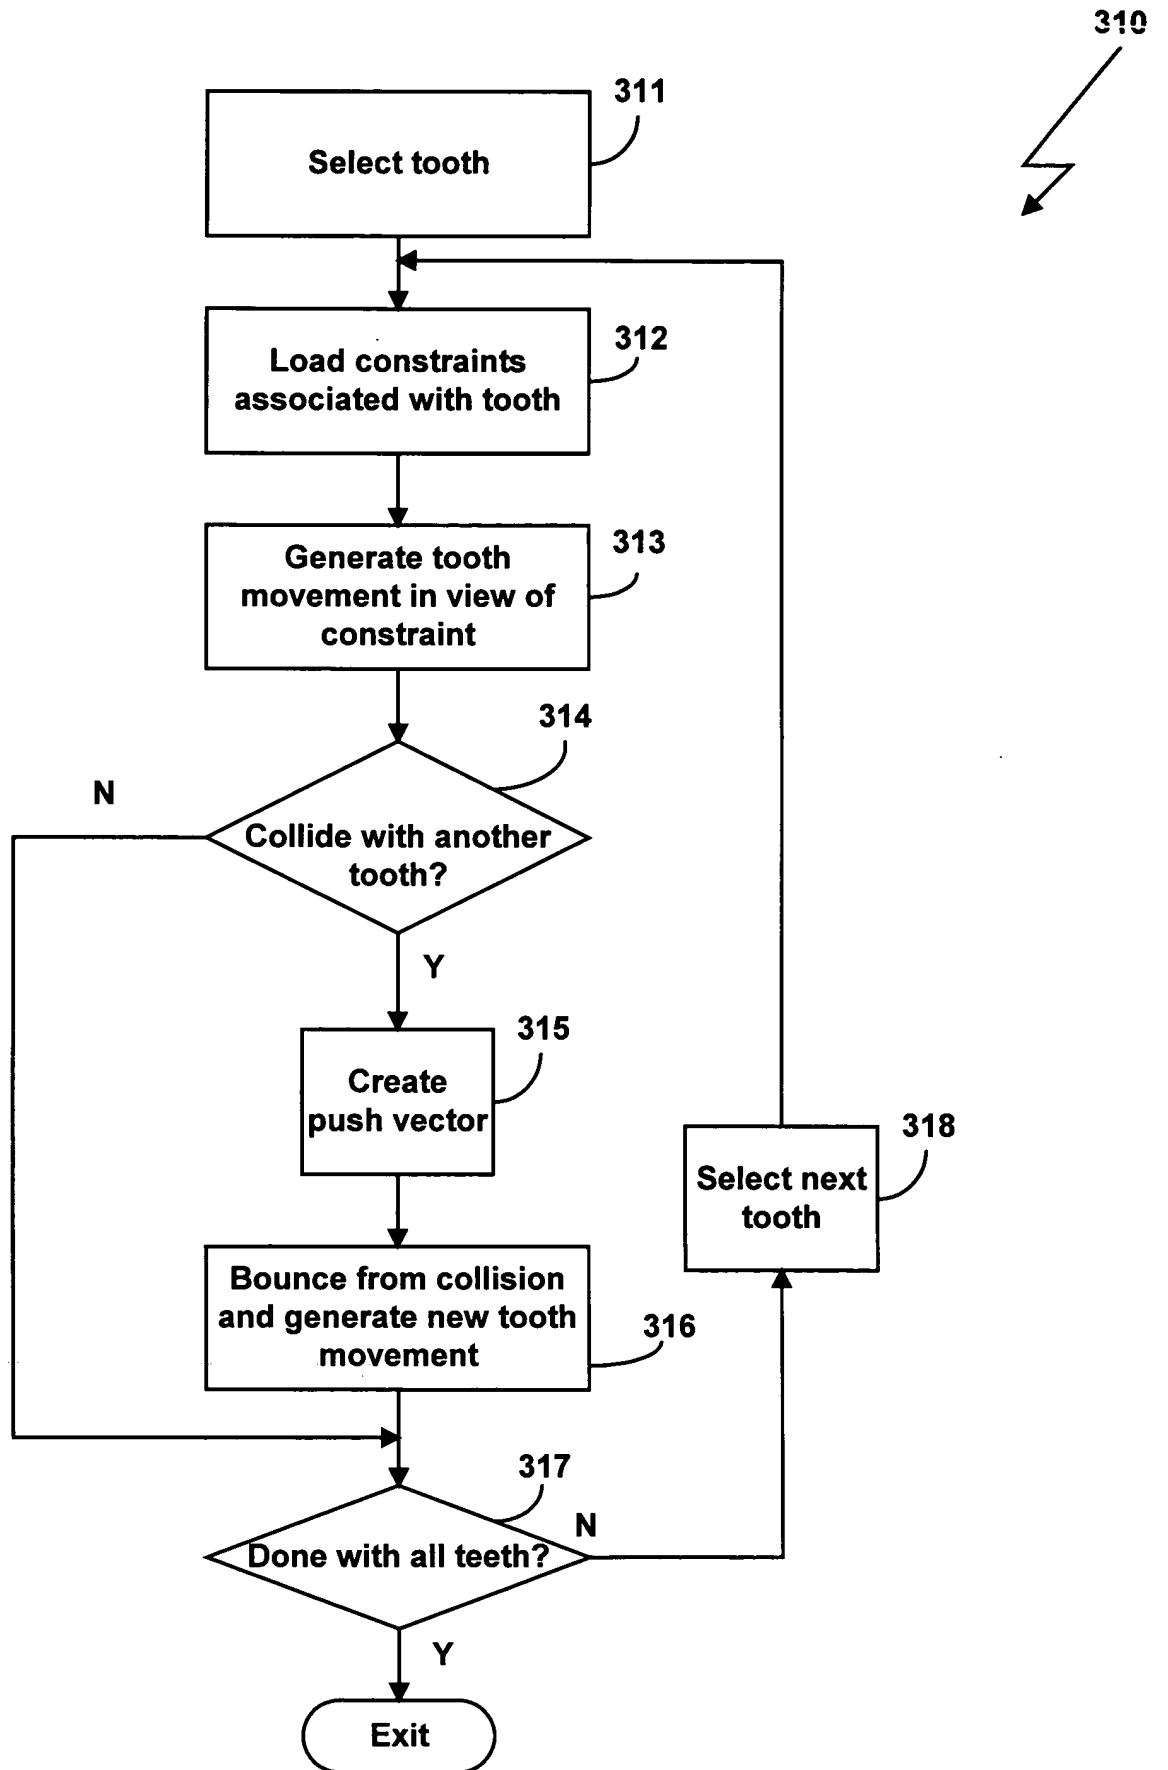 310
311
Select tooth
312
Load constraints
associated with tooth
313
Generate tooth
movement in view of
constraint
314
N
Collide with another
tooth?
Y
315
Create
push vector
318
Select next
tooth
Bounce from collision
and generate new tooth
movement
316
317
N
Done with all teeth?
Y
Exit